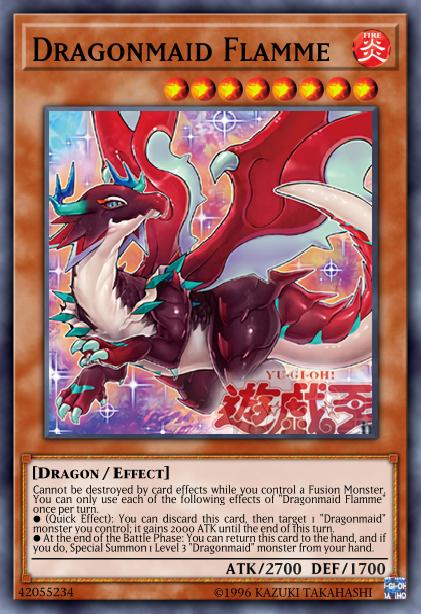 DRAGONMAID FLAMME
FIRE
炎
YU-GI-OH!
遊戯王
[DRAGON / EFFECT]
Cannot be destroyed by card effects while you control a Fusion Monster.
You can only use each of the following effects of "Dragonmaid Flamme"
once per turn.
● (Quick Effect): You can discard this card, then target 1 "Dragonmaid"
monster you control; it gains 2000 ATK until the end of this turn.
● At the end of the Battle Phase: You can return this card to the hand, and if
you do, Special Summon 1 Level 3 "Dragonmaid" monster from your hand.
ATK/2700 DEF/1700
42055234
©1996 KAZUKI TAKAHASHI